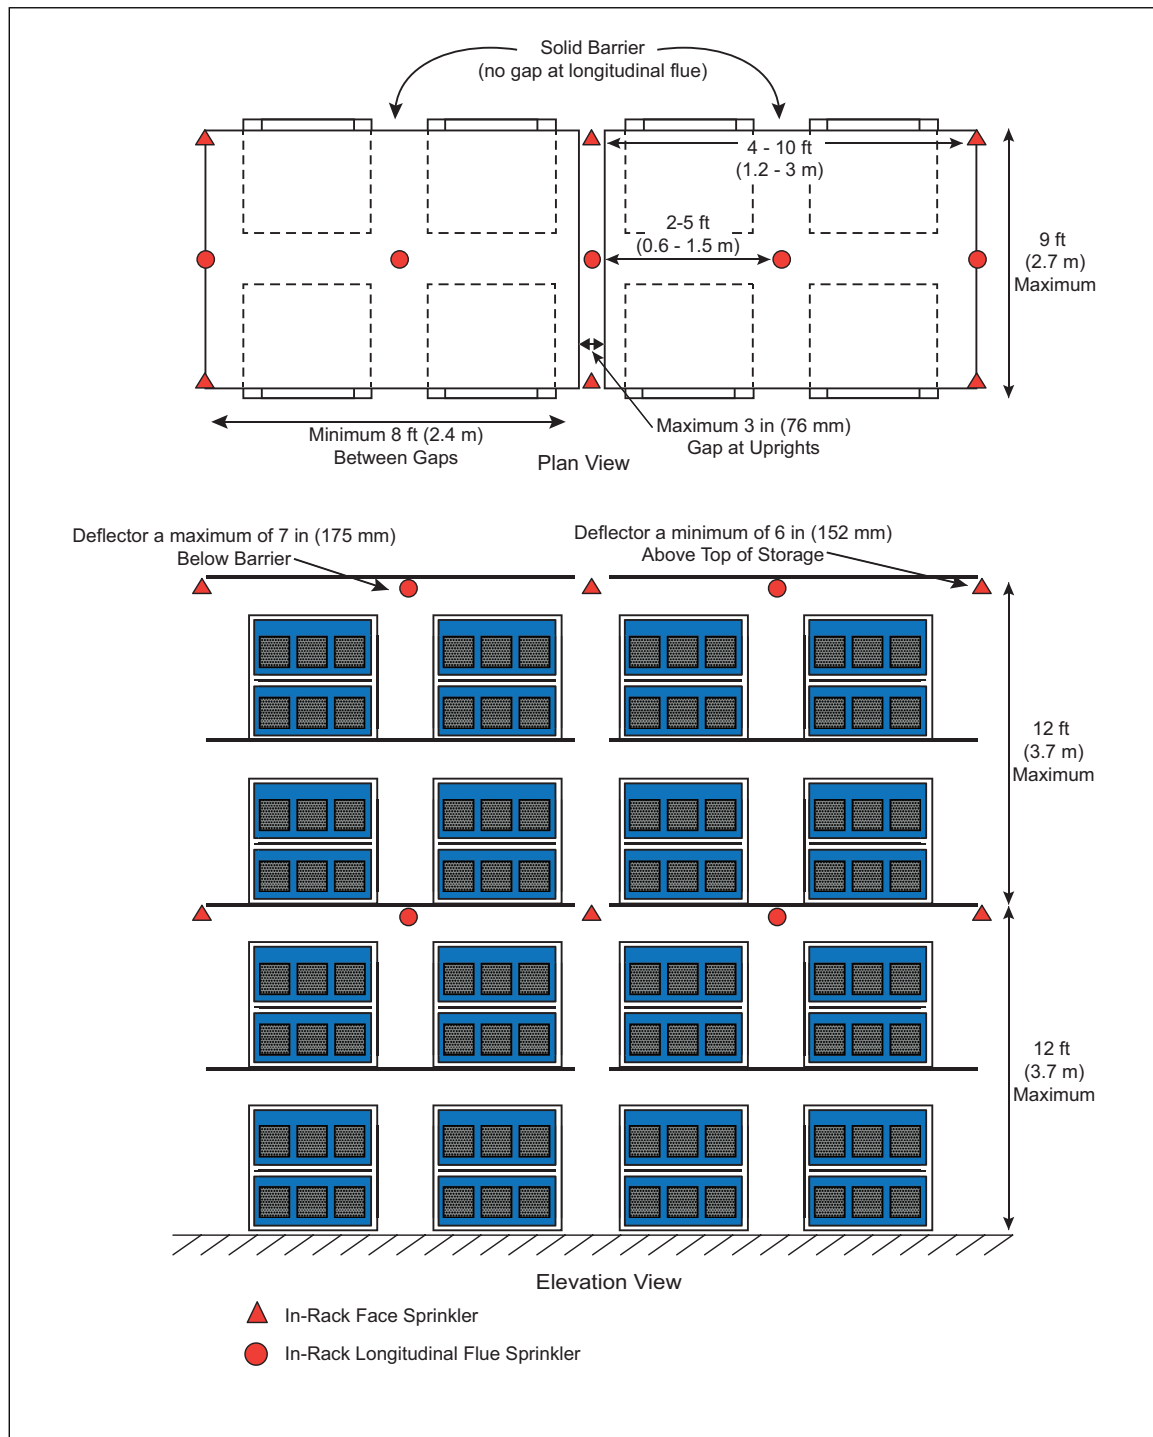 Solid Barrier
(no gap at longitudinal flue)
4 - 10 ft
(1.2 - 3 m)
2-5 ft
(0.6 - 1.5 m)
9 ft
(2.7 m)
Maximum
Minimum 8 ft (2.4 m)
Between Gaps
Maximum 3 in (76 mm)
Gap at Uprights
Plan View
Deflector a maximum of 7 in (175 mm)
Below Barrier
Deflector a minimum of 6 in (152 mm)
Above Top of Storage
12 ft
(3.7 m)
Maximum
12 ft
(3.7 m)
Maximum
Elevation View
In-Rack Face Sprinkler
In-Rack Longitudinal Flue Sprinkler